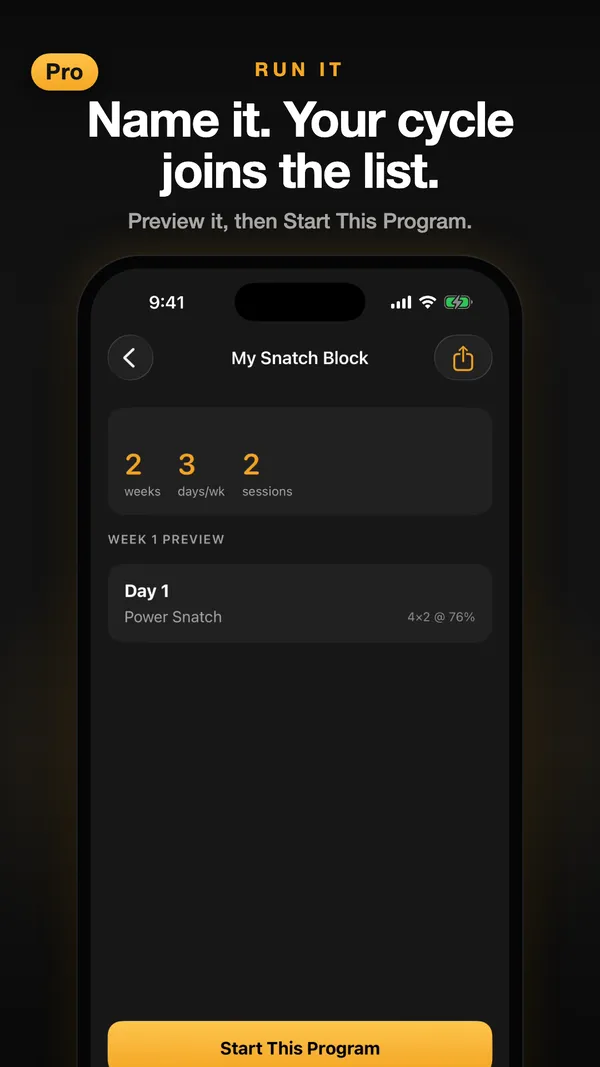 Pro
RUN IT
Name it. Your cycle
joins the list.
Preview it, then Start This Program.
9:41
My Snatch Block
2 3 2
weeks days/wk sessions
WEEK 1 PREVIEW
Day 1
Power Snatch 4×2 @ 76%
Start This Program